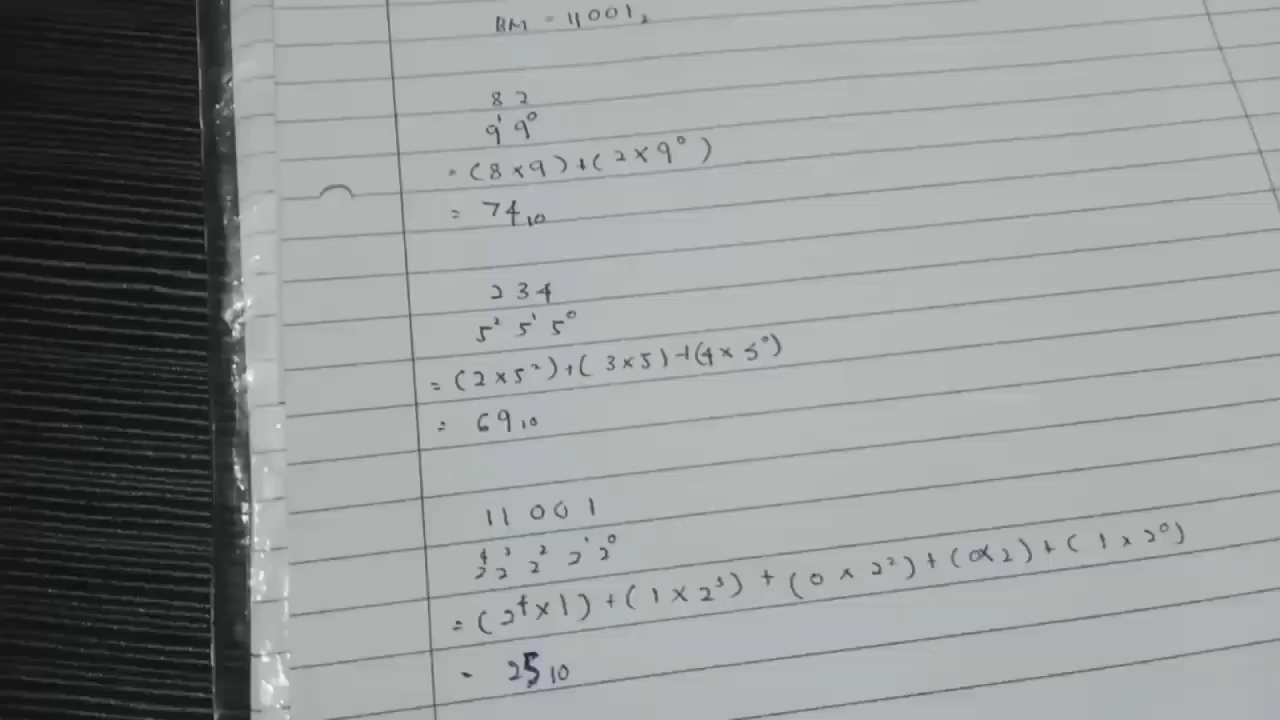 BM = 11001₂
8 2
9¹ 9⁰
= (8 × 9) + (2 × 9⁰)
= 74₁₀
2 3 4
5² 5¹ 5⁰
= (2 × 5²) + (3 × 5) + (4 × 5⁰)
= 69₁₀
1 1 0 0 1
2⁴ 2³ 2² 2¹ 2⁰
= (2⁴ × 1) + (1 × 2³) + (0 × 2²) + (0 × 2) + (1 × 2⁰)
= 25₁₀